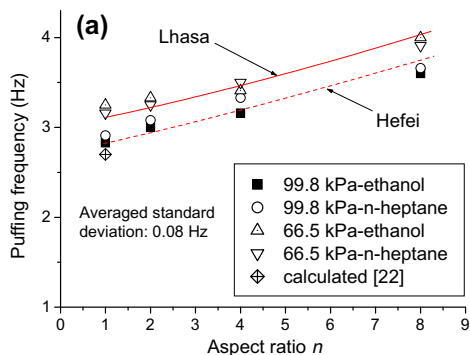 (a)
Lhasa
Hefei
Averaged standard
deviation: 0.08 Hz
99.8 kPa-ethanol
99.8 kPa-n-heptane
66.5 kPa-ethanol
66.5 kPa-n-heptane
calculated [22]
Puffing frequency (Hz)
4
3
2
1
0 1 2 3 4 5 6 7 8 9
Aspect ratio n